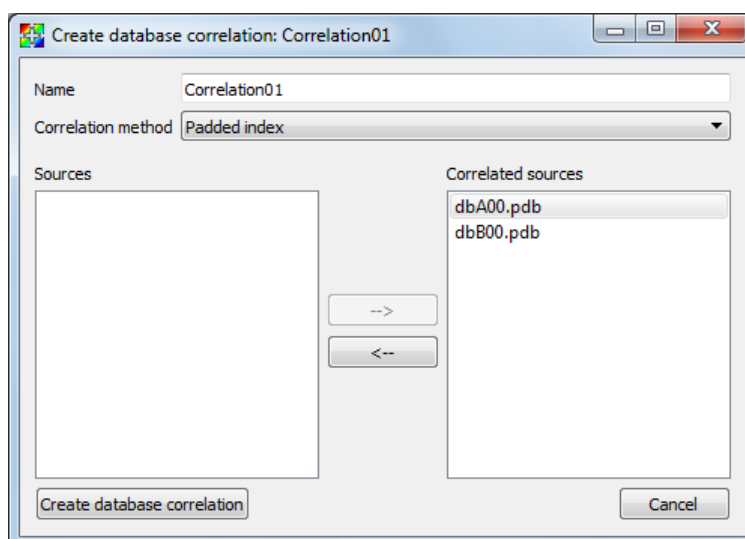 Create database correlation: Correlation01
Name Correlation01
Correlation method Padded index
Sources
Correlated sources
dbA00.pdb
dbB00.pdb
-->
<--
Create database correlation
Cancel